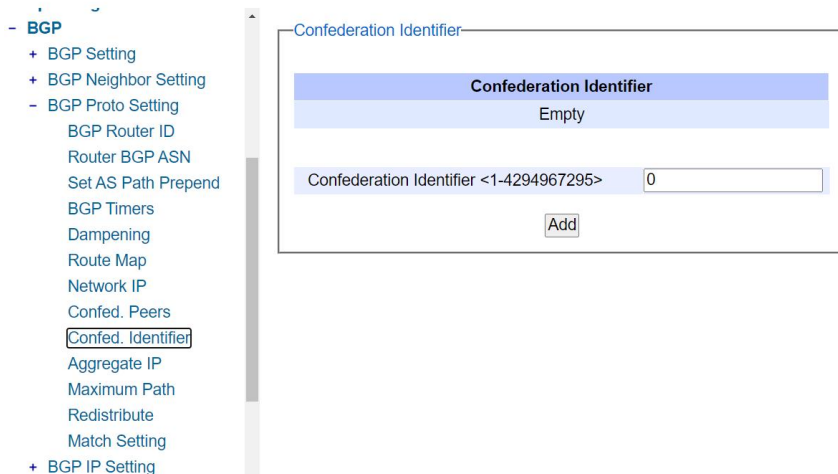 − BGP
+ BGP Setting
+ BGP Neighbor Setting
− BGP Proto Setting
BGP Router ID
Router BGP ASN
Set AS Path Prepend
BGP Timers
Dampening
Route Map
Network IP
Confed. Peers
Confed. Identifier
Aggregate IP
Maximum Path
Redistribute
Match Setting
+ BGP IP Setting
Confederation Identifier
Confederation Identifier
Empty
Confederation Identifier <1-4294967295> 0
Add